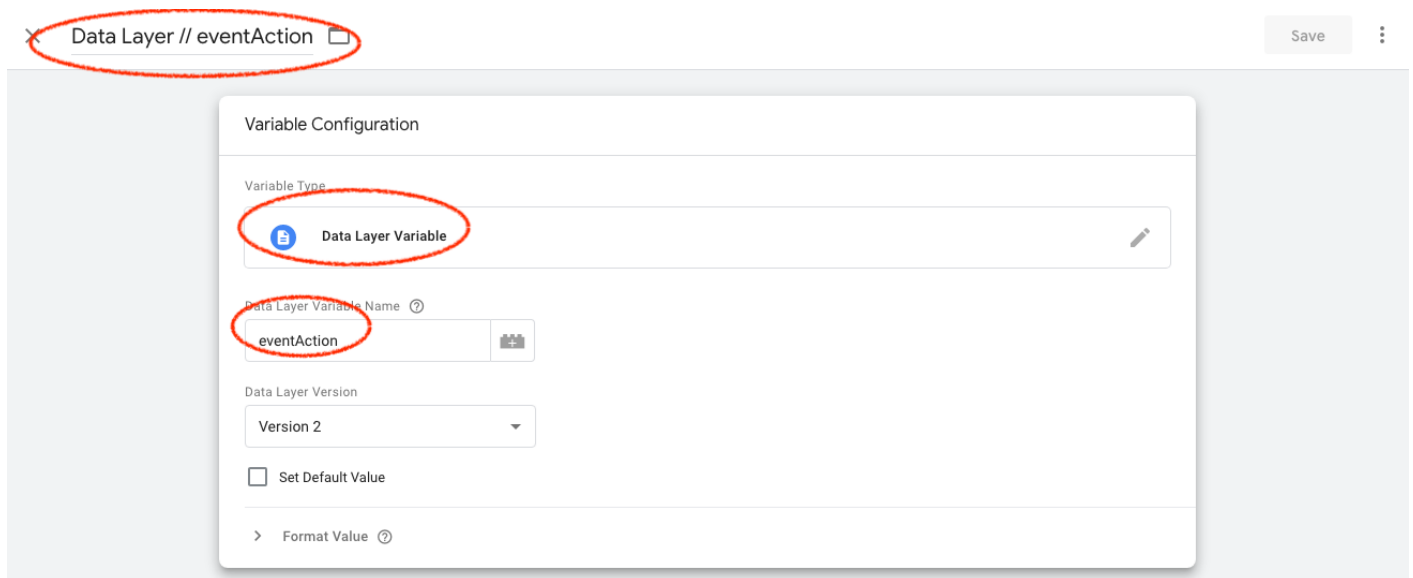 Data Layer // eventAction
Save
Variable Configuration
Variable Type
Data Layer Variable
Data Layer Variable Name
eventAction
Data Layer Version
Version 2
Set Default Value
Format Value